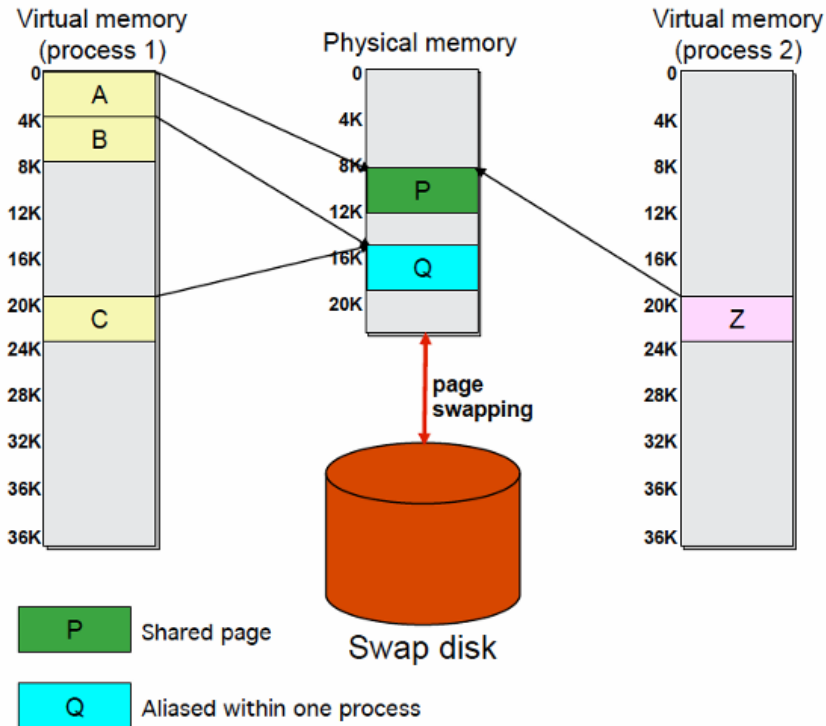 Virtual memory
(process 1)
0
A
4K
B
8K
12K
16K
20K
C
24K
28K
32K
36K
36K
Physical memory
0
4K
8K
P
12K
16K
Q
20K
page
swapping
Swap disk
Virtual memory
(process 2)
0
4K
8K
12K
16K
20K
Z
24K
28K
32K
36K
36K
P Shared page
Q Aliased within one process